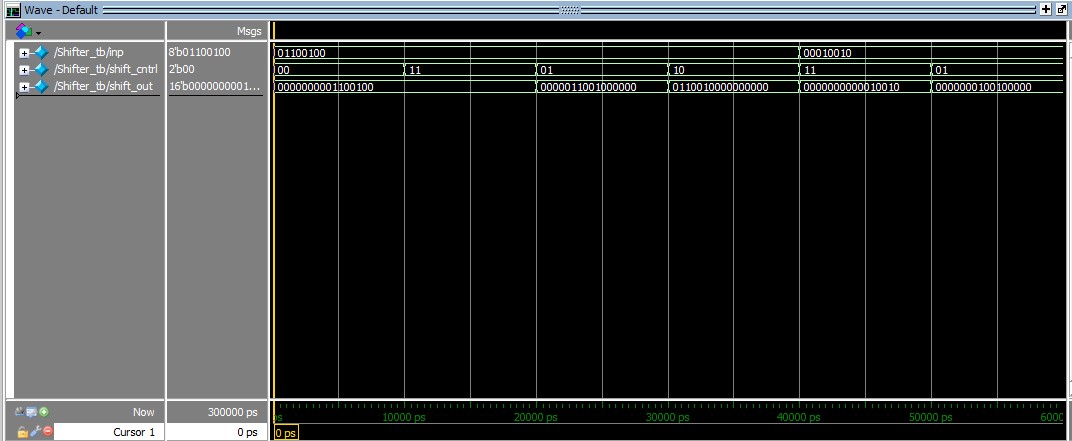 Wave - Default
Msgs
/Shifter_tb/inp 8'b01100100 01100100 00010010
/Shifter_tb/shift_cntrl 2'b00 00 11 01 10 11 01
/Shifter_tb/shift_out 16'b0000000001... 0000000001100100 0000011001000000 0110010000000000 0000000000010010 0000000100100000
Now 300000 ps ps 10000 ps 20000 ps 30000 ps 40000 ps 50000 ps 6000
Cursor 1 0 ps 0 ps